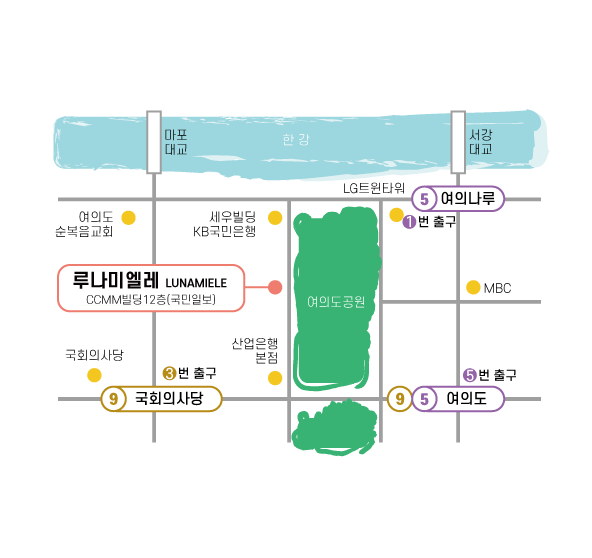 마포
대교
한강
서강
대교
LG트윈타워
5 여의나루
1번 출구
여의도
순복음교회
세우빌딩
KB국민은행
루나미엘레 LUNAMIELE
CCMM빌딩12층(국민일보)
여의도공원
MBC
산업은행
본점
국회의사당
3번 출구
5번 출구
9 국회의사당
9 5 여의도